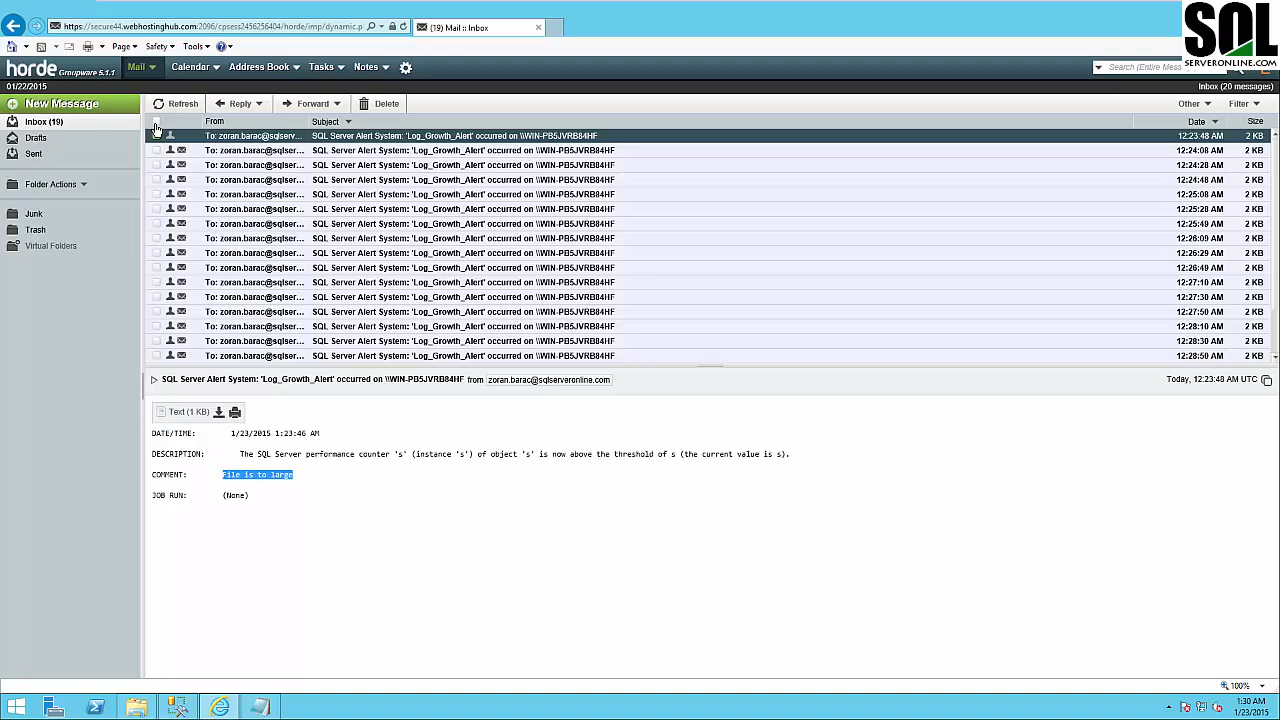 https://secure44.webhostinghub.com:2096/cpsess2456256404/horde/imp/dynamic.p
(19) Mail :: Inbox
SQL
SERVERONLINE.COM
Page Safety Tools
horde Groupware 5.1.1
Mail Calendar Address Book Tasks Notes
Search (Entire Mess
01/22/2015
Inbox (20 messages)
New Message
Refresh Reply Forward Delete
Other Filter
Inbox (19)
Drafts
Sent
Folder Actions
Junk
Trash
Virtual Folders
From Subject Date Size
To: zoran.barac@sqlserv... SQL Server Alert System: 'Log_Growth_Alert' occurred on \\WIN-PB5JVRB84HF 12:23:48 AM 2 KB
To: zoran.barac@sqlser... SQL Server Alert System: 'Log_Growth_Alert' occurred on \\WIN-PB5JVRB84HF 12:24:08 AM 2 KB
To: zoran.barac@sqlser... SQL Server Alert System: 'Log_Growth_Alert' occurred on \\WIN-PB5JVRB84HF 12:24:28 AM 2 KB
To: zoran.barac@sqlser... SQL Server Alert System: 'Log_Growth_Alert' occurred on \\WIN-PB5JVRB84HF 12:24:48 AM 2 KB
To: zoran.barac@sqlser... SQL Server Alert System: 'Log_Growth_Alert' occurred on \\WIN-PB5JVRB84HF 12:25:08 AM 2 KB
To: zoran.barac@sqlser... SQL Server Alert System: 'Log_Growth_Alert' occurred on \\WIN-PB5JVRB84HF 12:25:28 AM 2 KB
To: zoran.barac@sqlser... SQL Server Alert System: 'Log_Growth_Alert' occurred on \\WIN-PB5JVRB84HF 12:25:49 AM 2 KB
To: zoran.barac@sqlser... SQL Server Alert System: 'Log_Growth_Alert' occurred on \\WIN-PB5JVRB84HF 12:26:09 AM 2 KB
To: zoran.barac@sqlser... SQL Server Alert System: 'Log_Growth_Alert' occurred on \\WIN-PB5JVRB84HF 12:26:29 AM 2 KB
To: zoran.barac@sqlser... SQL Server Alert System: 'Log_Growth_Alert' occurred on \\WIN-PB5JVRB84HF 12:26:49 AM 2 KB
To: zoran.barac@sqlser... SQL Server Alert System: 'Log_Growth_Alert' occurred on \\WIN-PB5JVRB84HF 12:27:10 AM 2 KB
To: zoran.barac@sqlser... SQL Server Alert System: 'Log_Growth_Alert' occurred on \\WIN-PB5JVRB84HF 12:27:30 AM 2 KB
To: zoran.barac@sqlser... SQL Server Alert System: 'Log_Growth_Alert' occurred on \\WIN-PB5JVRB84HF 12:27:50 AM 2 KB
To: zoran.barac@sqlser... SQL Server Alert System: 'Log_Growth_Alert' occurred on \\WIN-PB5JVRB84HF 12:28:10 AM 2 KB
To: zoran.barac@sqlser... SQL Server Alert System: 'Log_Growth_Alert' occurred on \\WIN-PB5JVRB84HF 12:28:30 AM 2 KB
To: zoran.barac@sqlser... SQL Server Alert System: 'Log_Growth_Alert' occurred on \\WIN-PB5JVRB84HF 12:28:50 AM 2 KB
SQL Server Alert System: 'Log_Growth_Alert' occurred on \\WIN-PB5JVRB84HF from zoran.barac@sqlserveronline.com Today, 12:23:48 AM UTC
Text (1 KB)
DATE/TIME: 1/23/2015 1:23:46 AM
DESCRIPTION: The SQL Server performance counter 's' (instance 's') of object 's' is now above the threshold of s (the current value is s).
COMMENT: File is to large
JOB RUN: (None)
100%
1:30 AM
1/23/2015